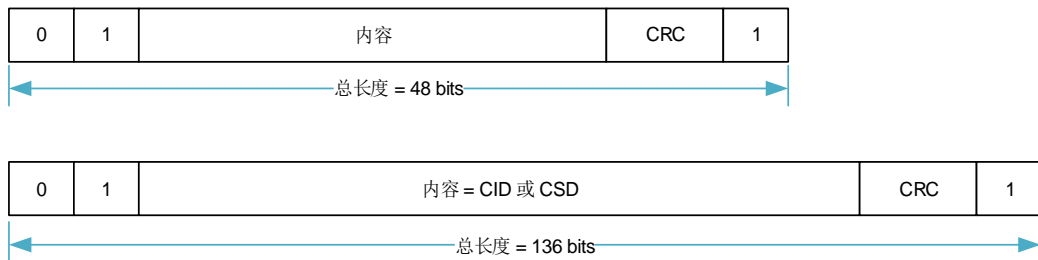 0 1 内容 CRC 1
总长度 = 48 bits
0 1 内容 = CID 或 CSD CRC 1
总长度 = 136 bits